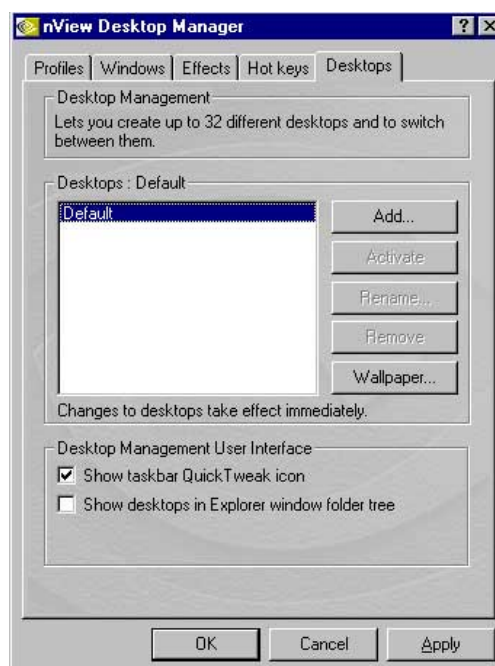 nView Desktop Manager
Profiles Windows Effects Hot keys Desktops
Desktop Management
Lets you create up to 32 different desktops and to switch
between them.
Desktops : Default
Default
Add...
Activate
Rename...
Remove
Wallpaper...
Changes to desktops take effect immediately.
Desktop Management User Interface
Show taskbar QuickTweak icon
Show desktops in Explorer window folder tree
OK Cancel Apply